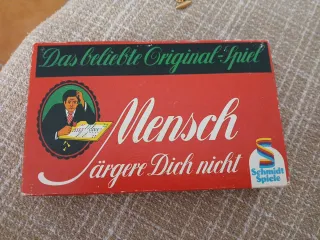 Das beliebte Original-Spiel
Mensch
ärgere Dich nicht
Schmidt
Spiele